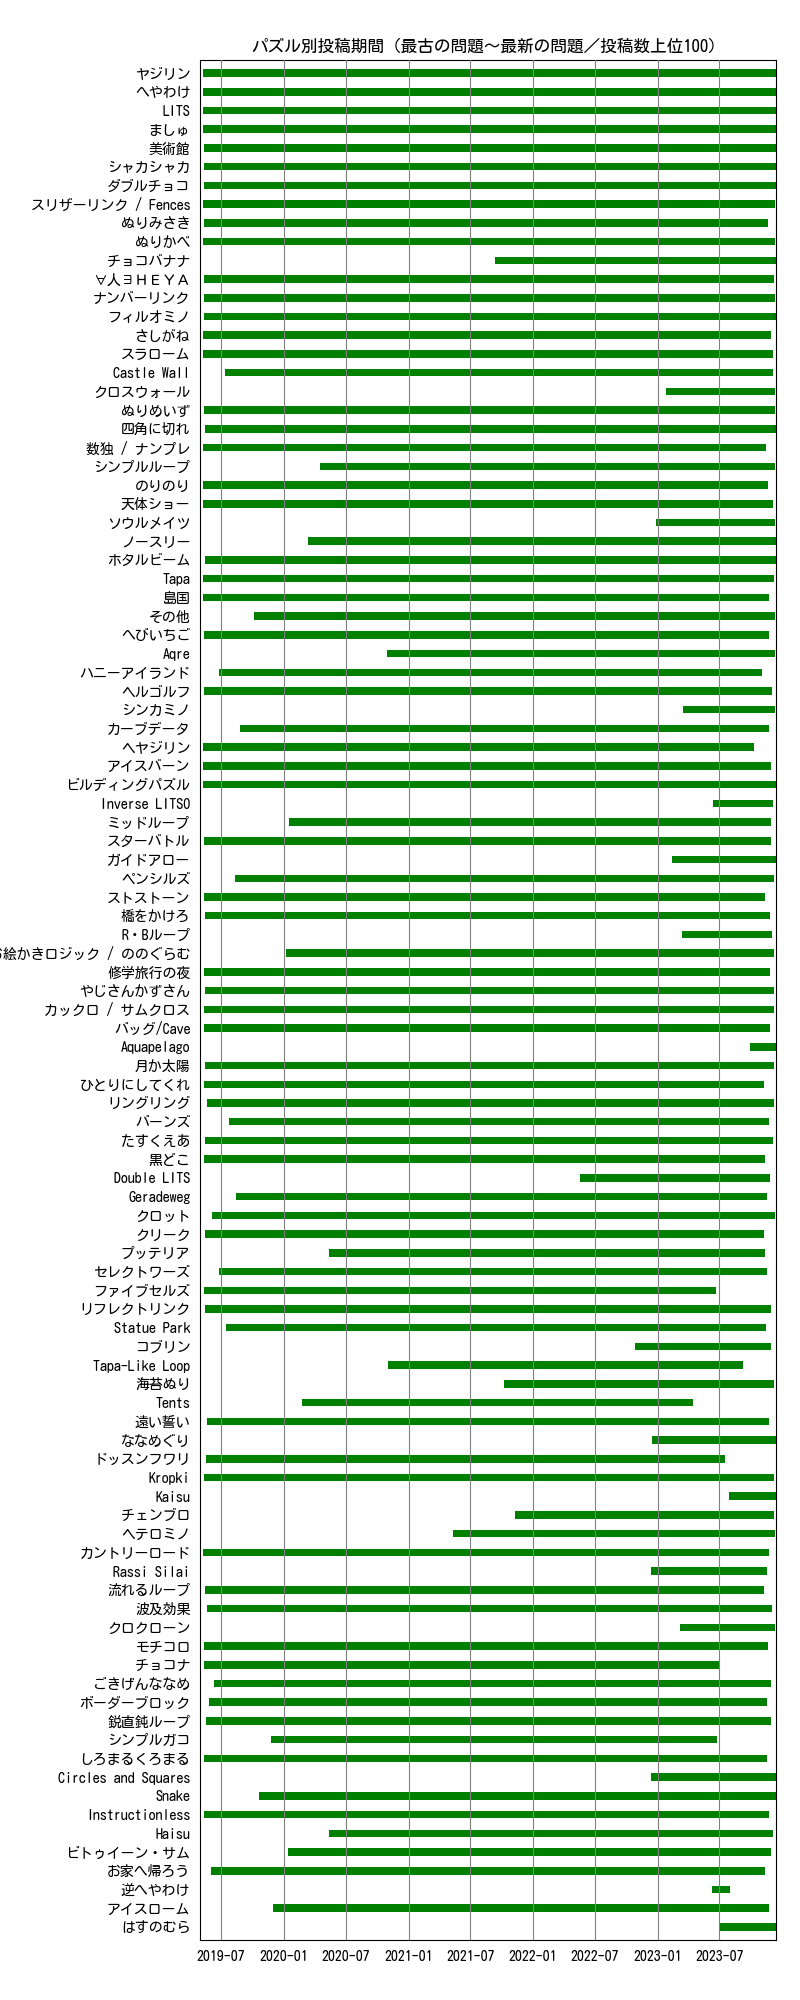 パズル別投稿期間（最古の問題～最新の問題／投稿数上位100）
ヤジリン
へやわけ
LITS
ましゅ
美術館
シャカシャカ
ダブルチョコ
スリザーリンク / Fences
ぬりみさき
ぬりかべ
チョコバナナ
∀人ヨＨＥＹＡ
ナンバーリンク
フィルオミノ
さしがね
スラローム
Castle Wall
クロスウォール
ぬりめいず
四角に切れ
数独 / ナンプレ
シンプルループ
のりのり
天体ショー
ソウルメイツ
ノースリー
ホタルビーム
Tapa
島国
その他
へびいちご
Aqre
ハニーアイランド
ヘルゴルフ
シンカミノ
カーブデータ
ヘヤジリン
アイスバーン
ビルディングパズル
Inverse LITSO
ミッドループ
スターバトル
ガイドアロー
ペンシルズ
ストストーン
橋をかけろ
R・Bループ
絵かきロジック / ののぐらむ
修学旅行の夜
やじさんかずさん
カックロ / サムクロス
バッグ/Cave
Aquapelago
月か太陽
ひとりにしてくれ
リングリング
バーンズ
たすくえあ
黒どこ
Double LITS
Geradeweg
クロット
クリーク
プッテリア
セレクトワーズ
ファイブセルズ
リフレクトリンク
Statue Park
コブリン
Tapa-Like Loop
海苔ぬり
Tents
遠い誓い
ななめぐり
ドッスンフワリ
Kropki
Kaisu
チェンブロ
ヘテロミノ
カントリーロード
Rassi Silai
流れるループ
波及効果
クロクローン
モチコロ
チョコナ
ごきげんななめ
ボーダーブロック
鋭直鈍ループ
シンプルガコ
しろまるくろまる
Circles and Squares
Snake
Instructionless
Haisu
ビトゥイーン・サム
お家へ帰ろう
逆へやわけ
アイスローム
はすのむら
2019-07 2020-01 2020-07 2021-01 2021-07 2022-01 2022-07 2023-01 2023-07